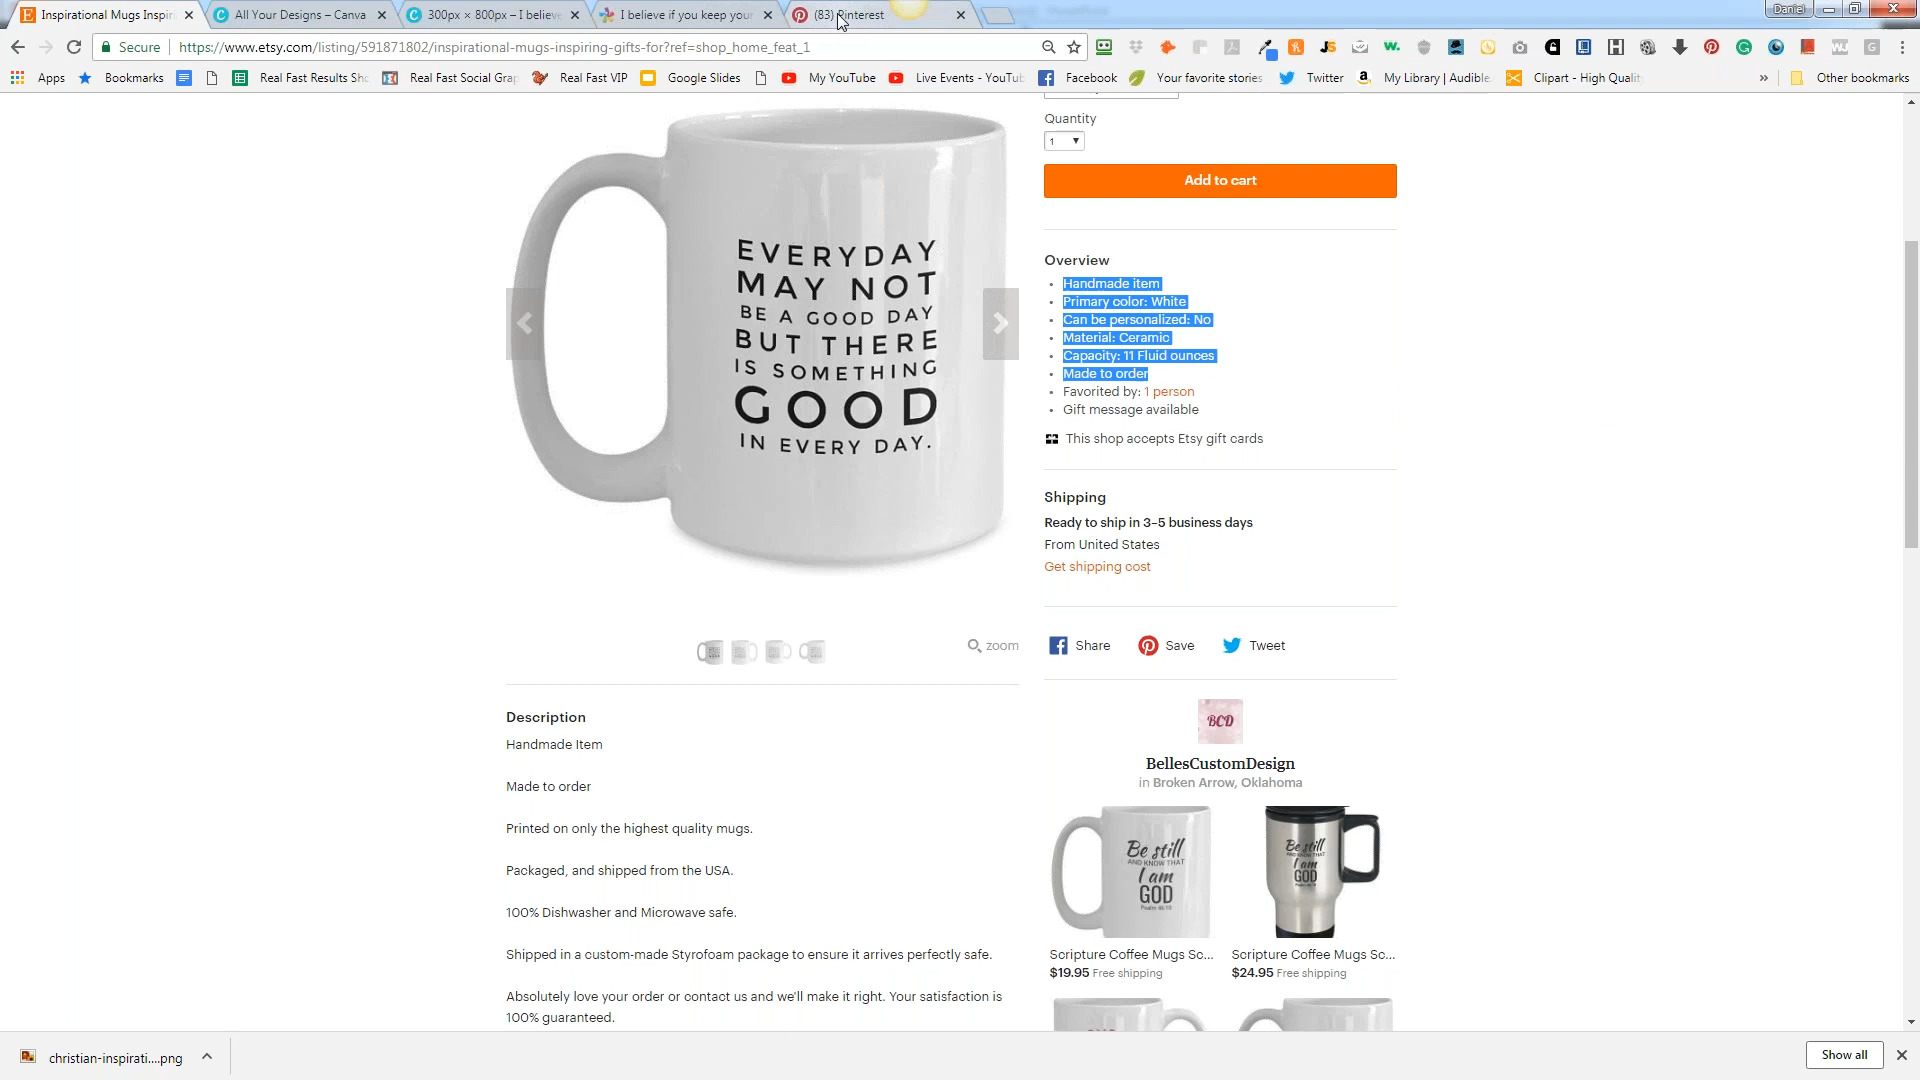 Inspirational Mugs Inspir
All Your Designs – Canva
300px × 800px – I believe
I believe if you keep your
(83) Pinterest
Daniel
Secure
https://www.etsy.com/listing/591871802/inspirational-mugs-inspiring-gifts-for?ref=shop_home_feat_1
Apps
Bookmarks
Real Fast Results Sho
Real Fast Social Grap
Real Fast VIP
Google Slides
My YouTube
Live Events - YouTub
Facebook
Your favorite stories
Twitter
My Library | Audible
Clipart - High Qualit
»
Other bookmarks
Quantity
1
Add to cart
EVERYDAY
MAY NOT
BE A GOOD DAY
BUT THERE
IS SOMETHING
GOOD
IN EVERY DAY.
Overview
• Handmade item
• Primary color: White
• Can be personalized: No
• Material: Ceramic
• Capacity: 11 Fluid ounces
• Made to order
• Favorited by: 1 person
• Gift message available
This shop accepts Etsy gift cards
Shipping
Ready to ship in 3–5 business days
From United States
Get shipping cost
zoom
Share
Save
Tweet
Description
Handmade Item
Made to order
Printed on only the highest quality mugs.
Packaged, and shipped from the USA.
100% Dishwasher and Microwave safe.
Shipped in a custom-made Styrofoam package to ensure it arrives perfectly safe.
Absolutely love your order or contact us and we'll make it right. Your satisfaction is
100% guaranteed.
BCD
BellesCustomDesign
in Broken Arrow, Oklahoma
Be still
AND KNOW THAT
I am
GOD
Psalm 46:10
Be still
AND KNOW THAT
I am
GOD
Scripture Coffee Mugs Sc...
$19.95 Free shipping
Scripture Coffee Mugs Sc...
$24.95 Free shipping
christian-inspirati....png
Show all